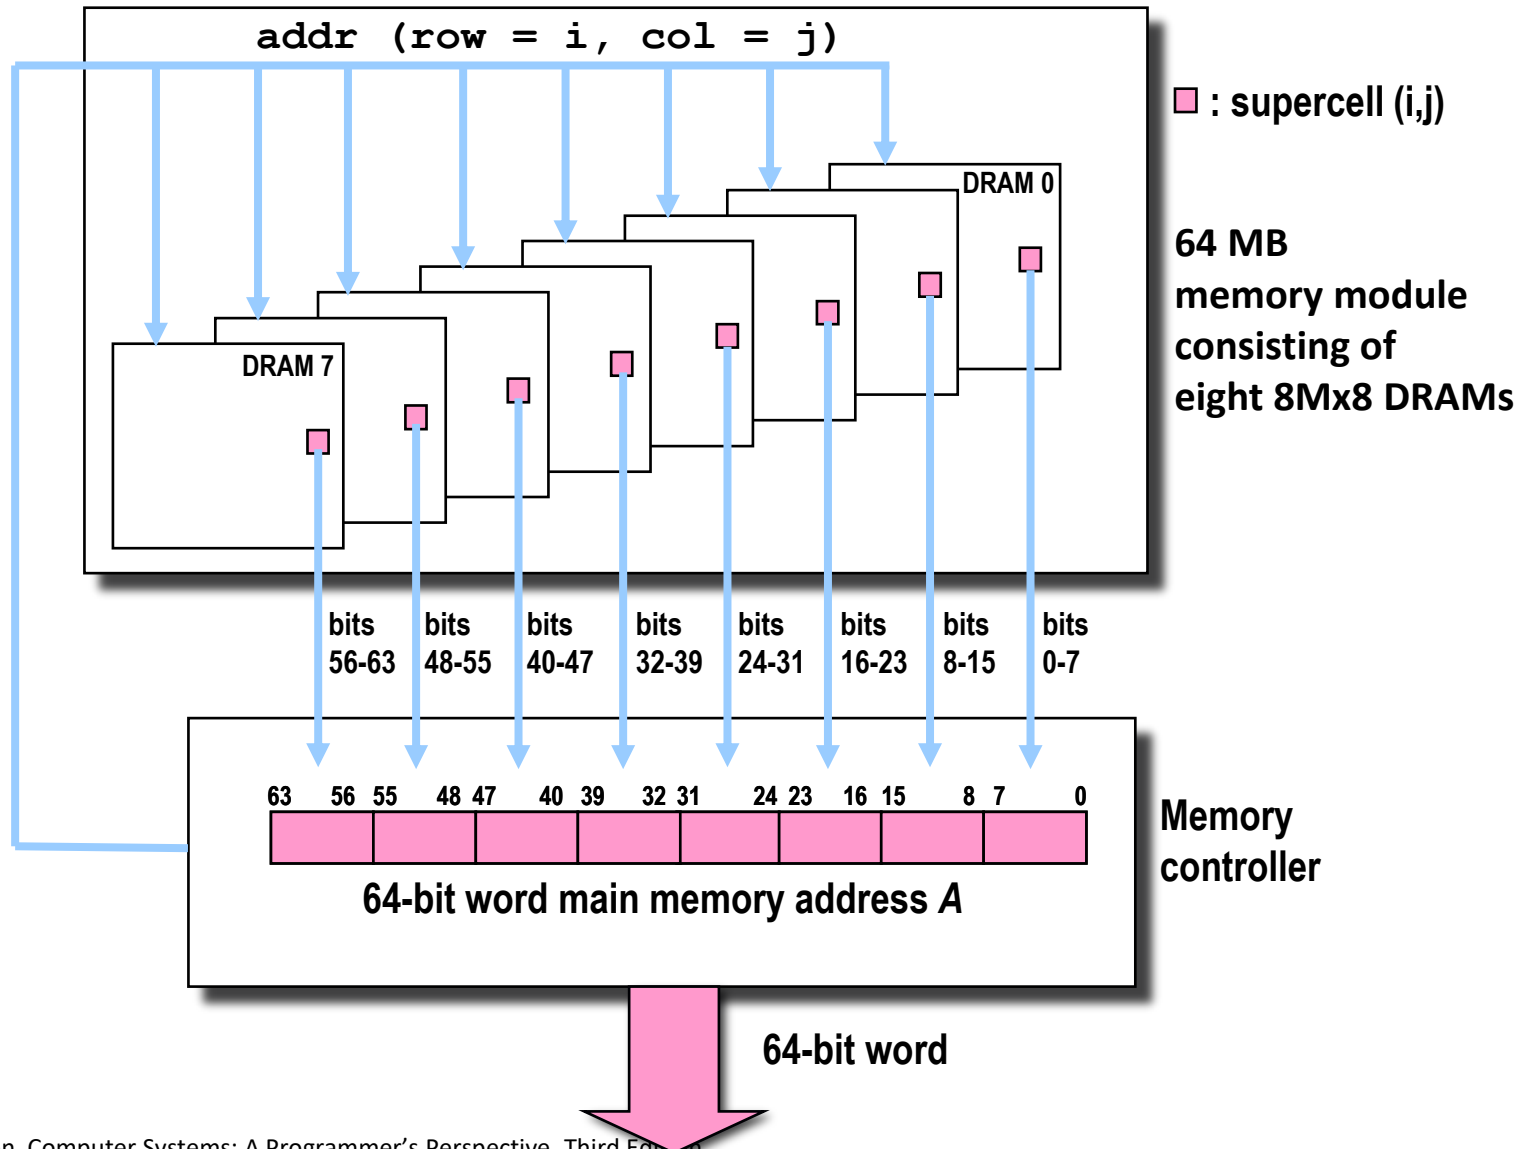 addr (row = i, col = j)
: supercell (i,j)
DRAM 0
64 MB
memory module
consisting of
eight 8Mx8 DRAMs
DRAM 7
bits
56-63
bits
48-55
bits
40-47
bits
32-39
bits
24-31
bits
16-23
bits
8-15
bits
0-7
63 56 55 48 47 40 39 32 31 24 23 16 15 8 7 0
Memory
controller
64-bit word main memory address A
64-bit word
Computer Systems: A Programmer's Perspective, Third